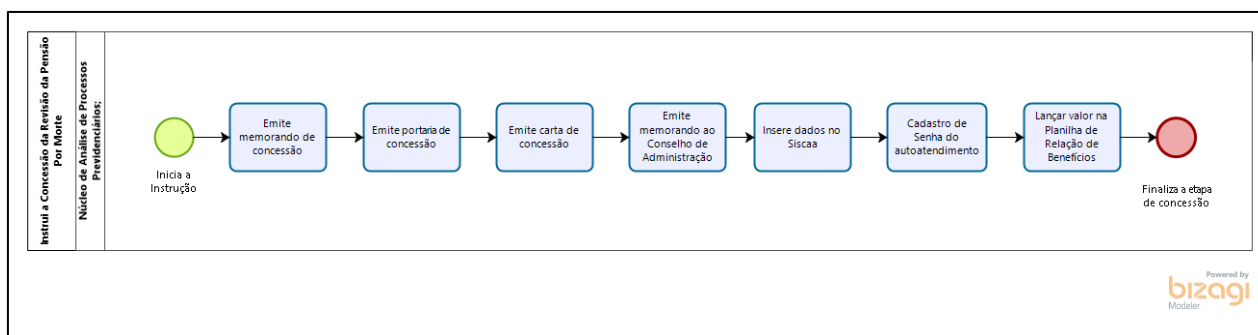 Instrui a Concessão da Revisão da Pensão
Por Morte
Núcleo de Análise de Processos
Previdenciários;
Inicia a
Instrução
Emite
memorando de
concessão
Emite portaria de
concessão
Emite carta de
concessão
Emite
memorando ao
Conselho de
Administração
Insere dados no
Siscaa
Cadastro de
Senha do
autoatendimento
Lançar valor na
Planilha de
Relação de
Benefícios
Finaliza a etapa
de concessão
Powered by
bizagi
Modeler